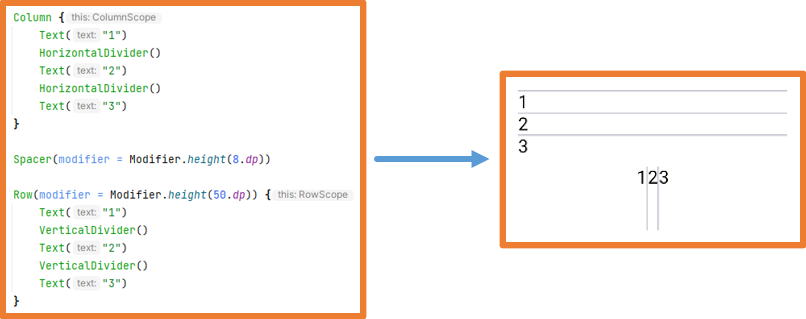 Column { this: ColumnScope
Text( text: "1")
HorizontalDivider()
Text( text: "2")
HorizontalDivider()
Text( text: "3")
}
Spacer(modifier = Modifier.height(8.dp))
Row(modifier = Modifier.height(50.dp)) { this: RowScope
Text( text: "1")
VerticalDivider()
Text( text: "2")
VerticalDivider()
Text( text: "3")
}
1
2
3
123